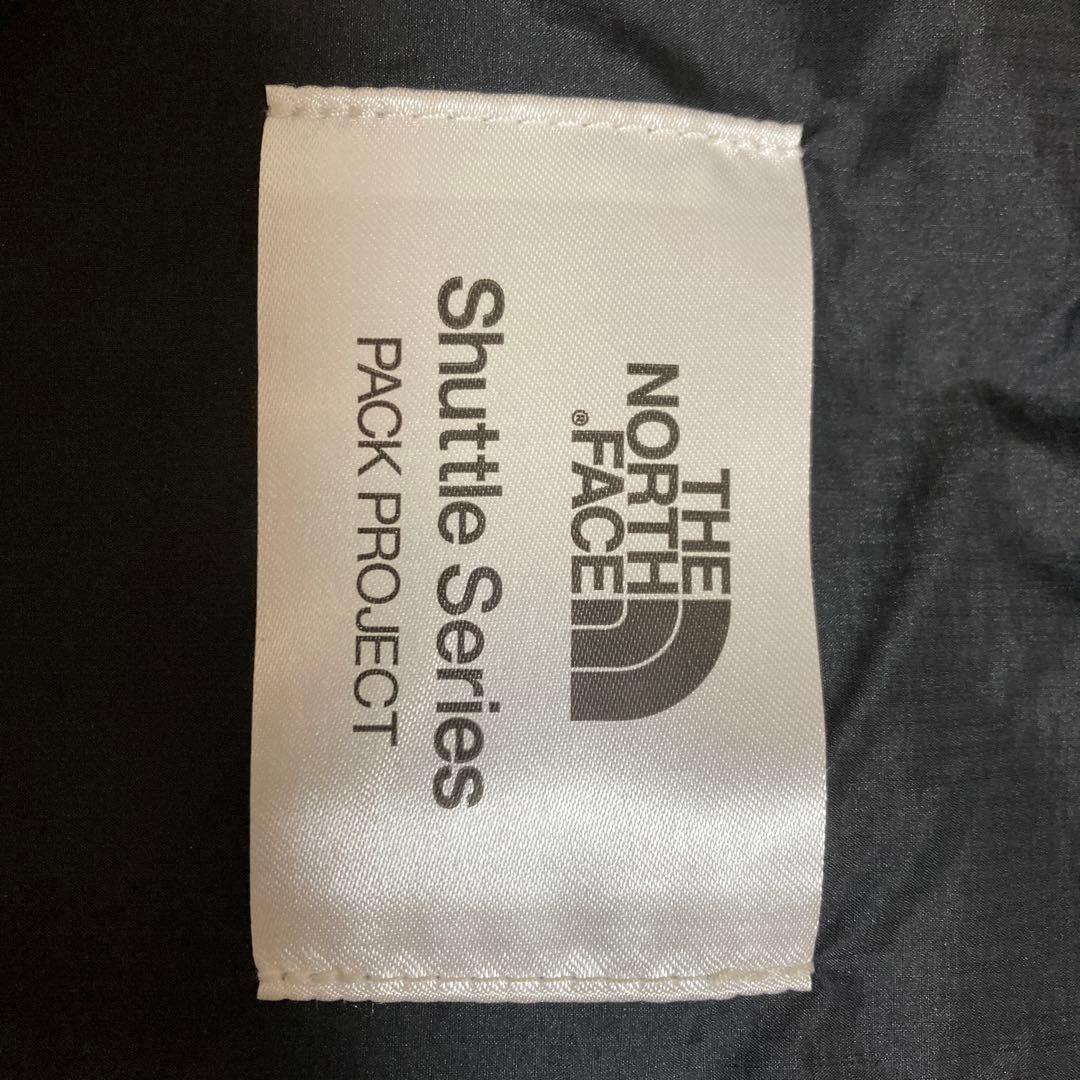 THE
NORTH
FACE®
Shuttle Series
PACK PROJECT